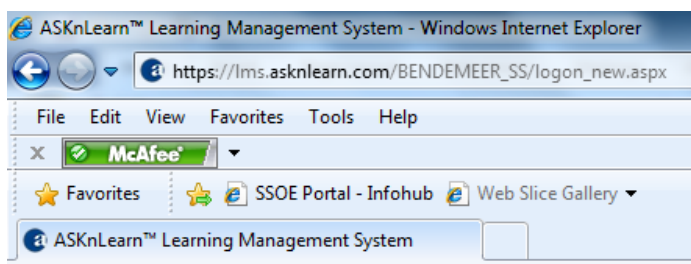 ASKnLearn™ Learning Management System - Windows Internet Explorer
https://lms.asknlearn.com/BENDEMEER_SS/logon_new.aspx
File Edit View Favorites Tools Help
x McAfee
Favorites SSOE Portal - Infohub Web Slice Gallery
ASKnLearn™ Learning Management System